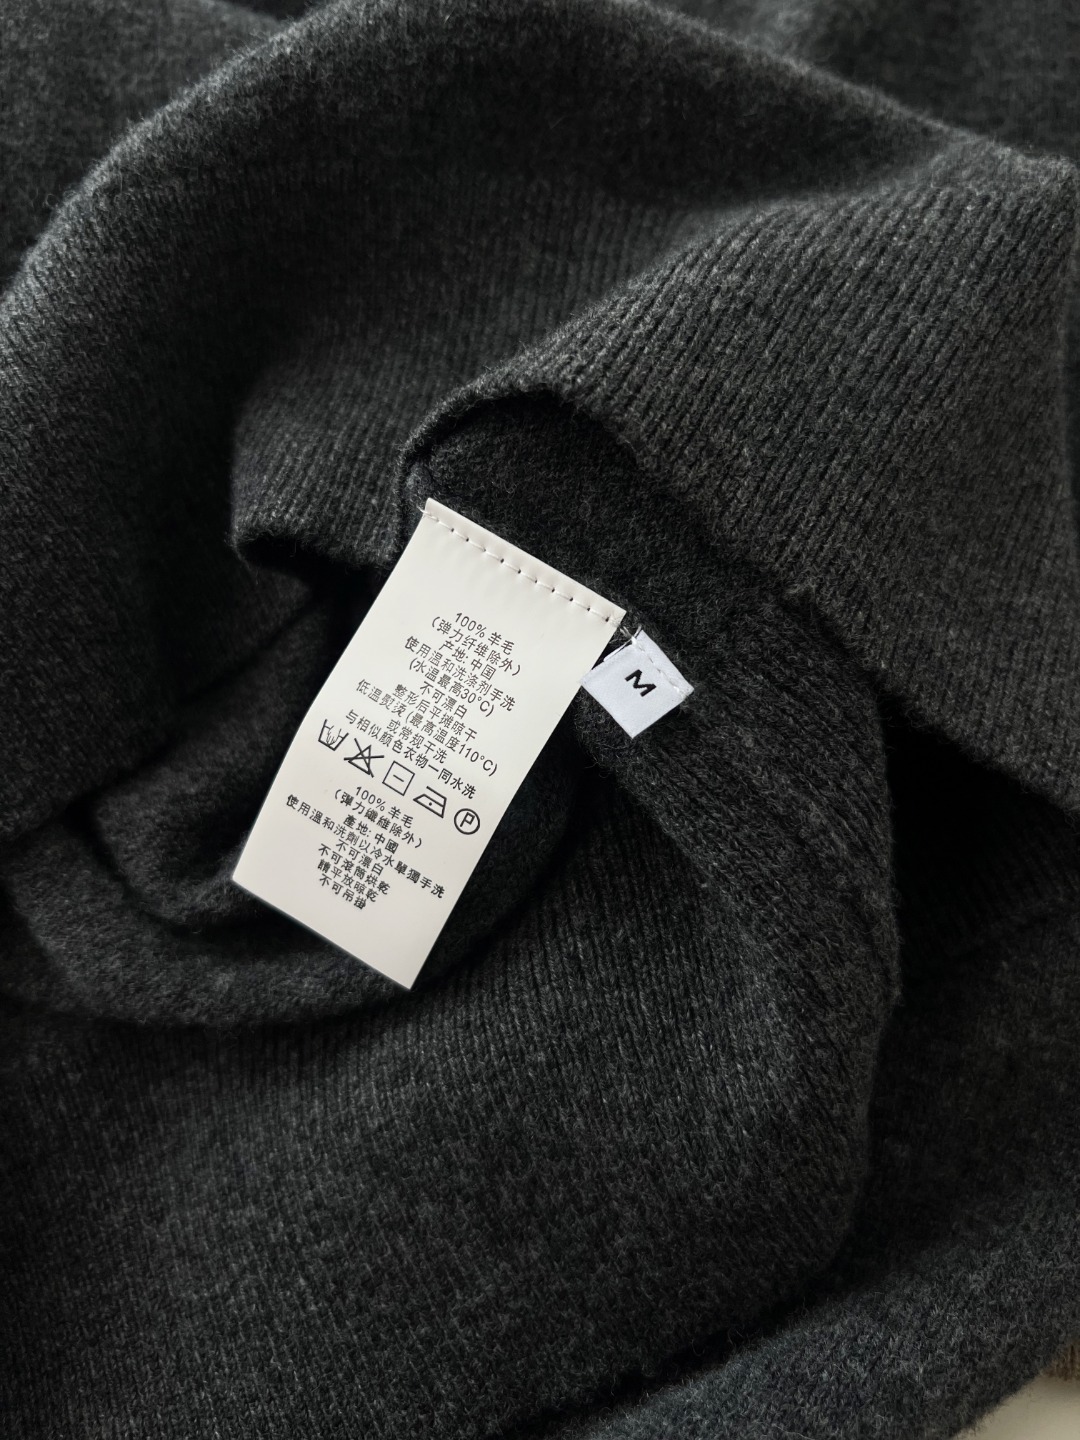 100% 羊毛
(弹力纤维除外)
产地: 中国
使用温和洗涤剂手洗
(水温最高30°C)
不可漂白
整形后平摊晾干
低温熨烫 (最高温度110°C)
或常规干洗
与相似颜色衣物一同水洗
P
100% 羊毛
(彈力纖維除外)
產地: 中國
使用溫和洗劑以冷水單獨手洗
不可漂白
不可滾筒烘乾
請平放晾乾
不可吊掛
M